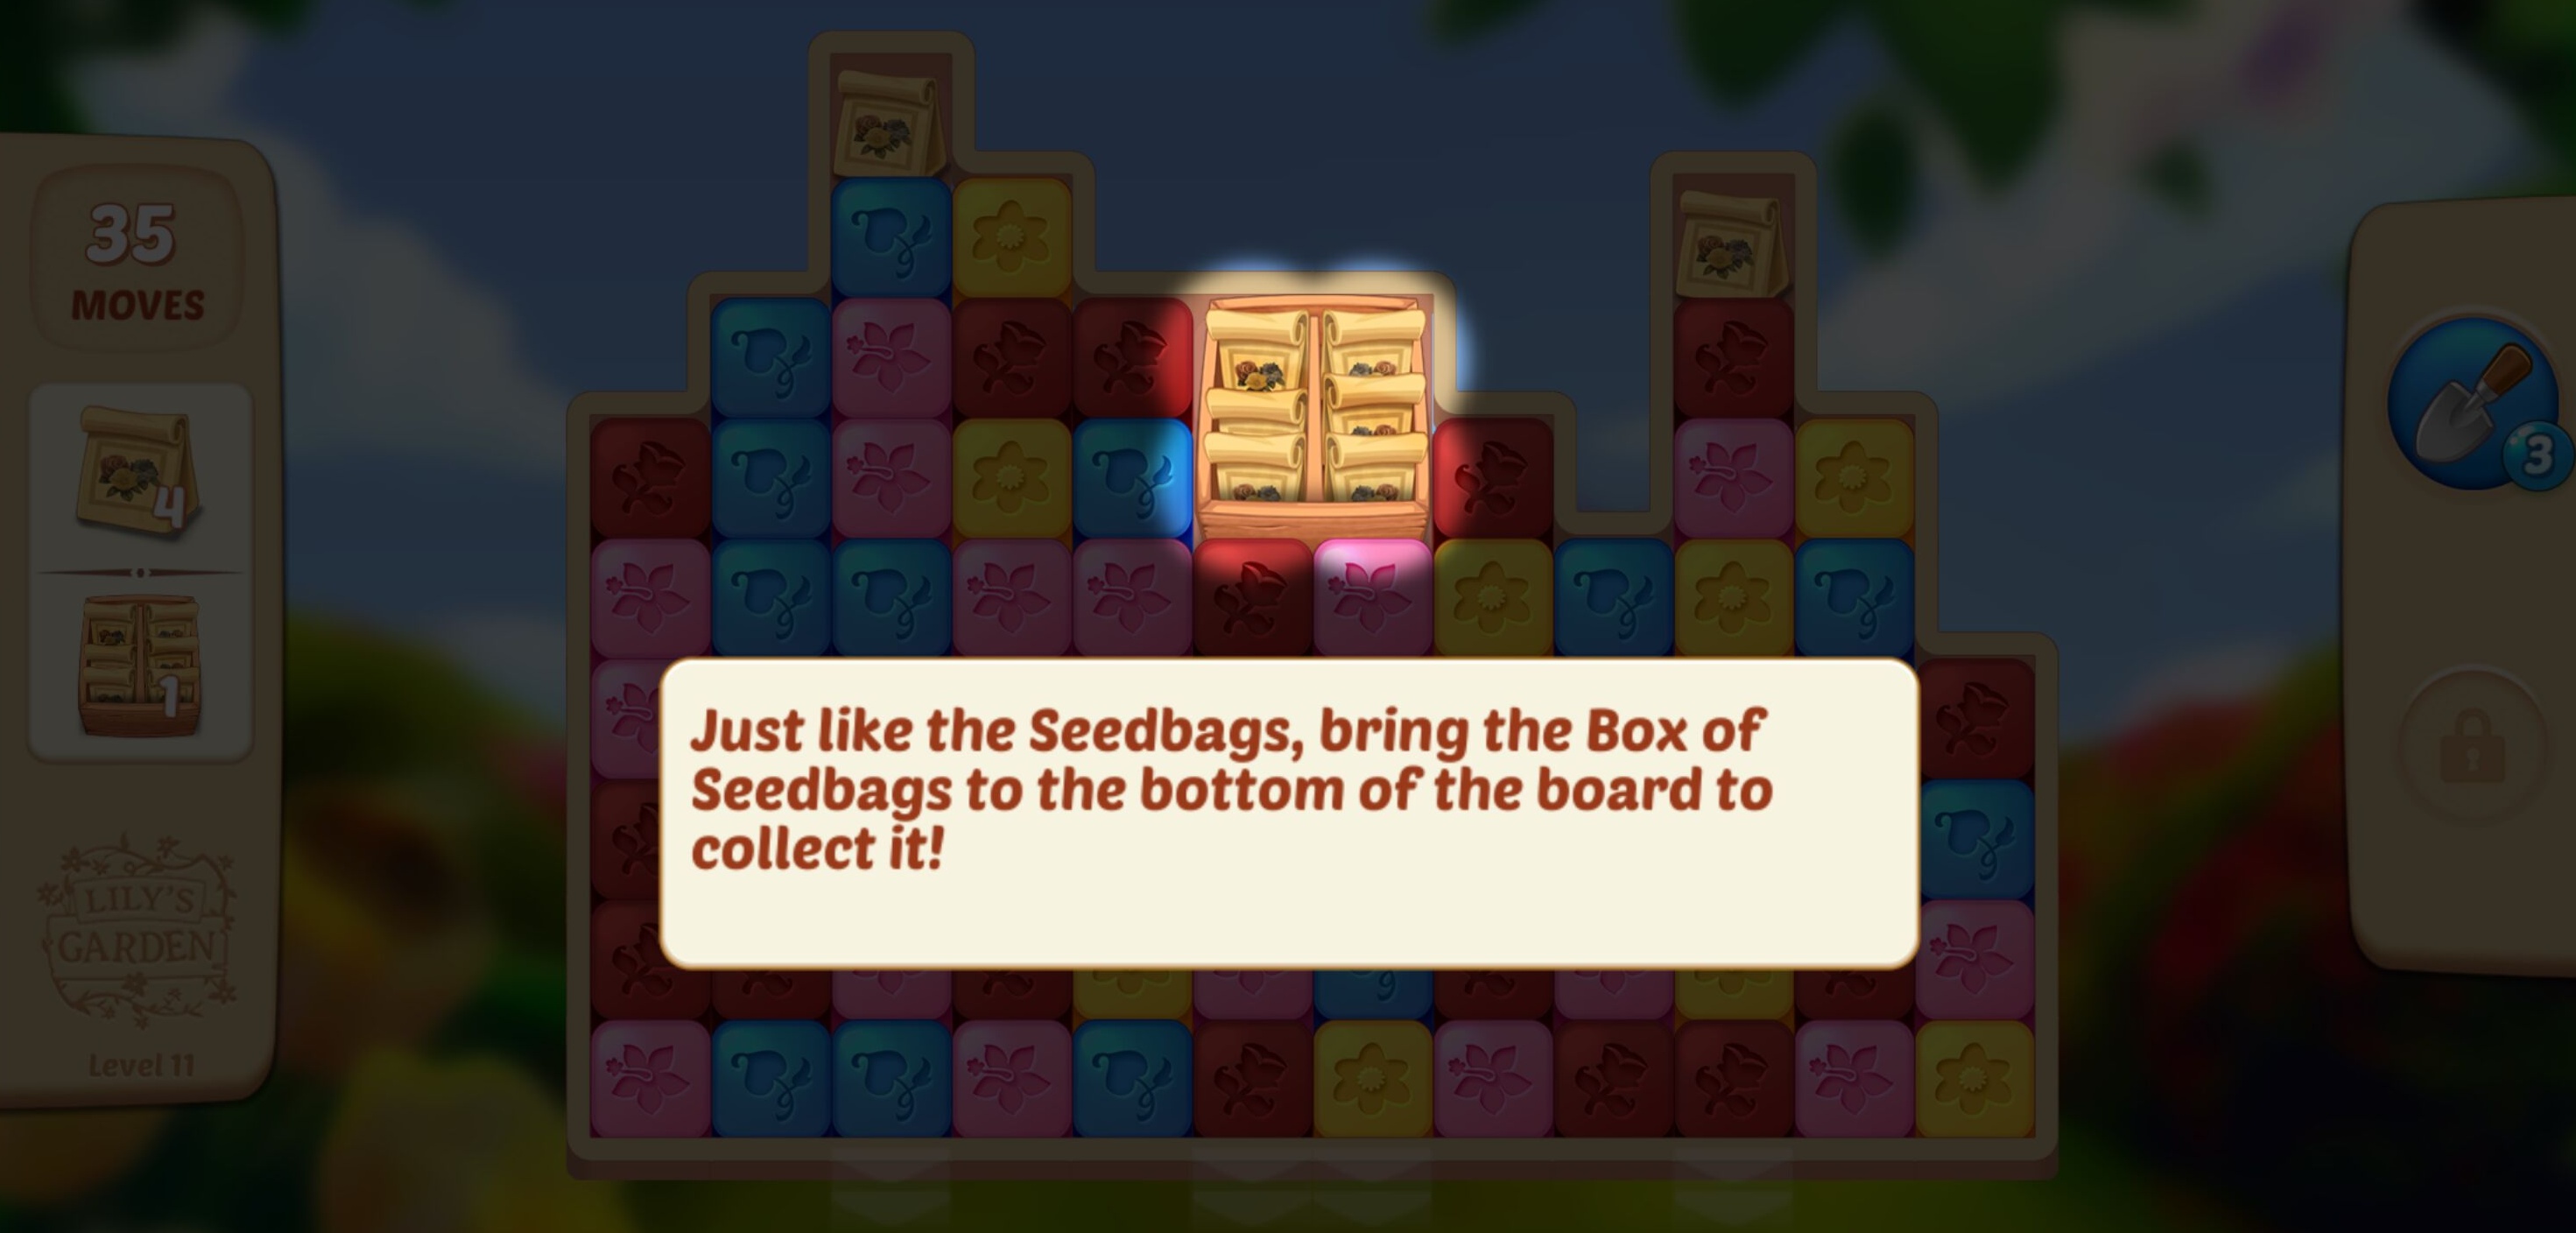 35
MOVES
4
1
LILY'S
GARDEN
Level 11
Just like the Seedbags, bring the Box of
Seedbags to the bottom of the board to
collect it!
3